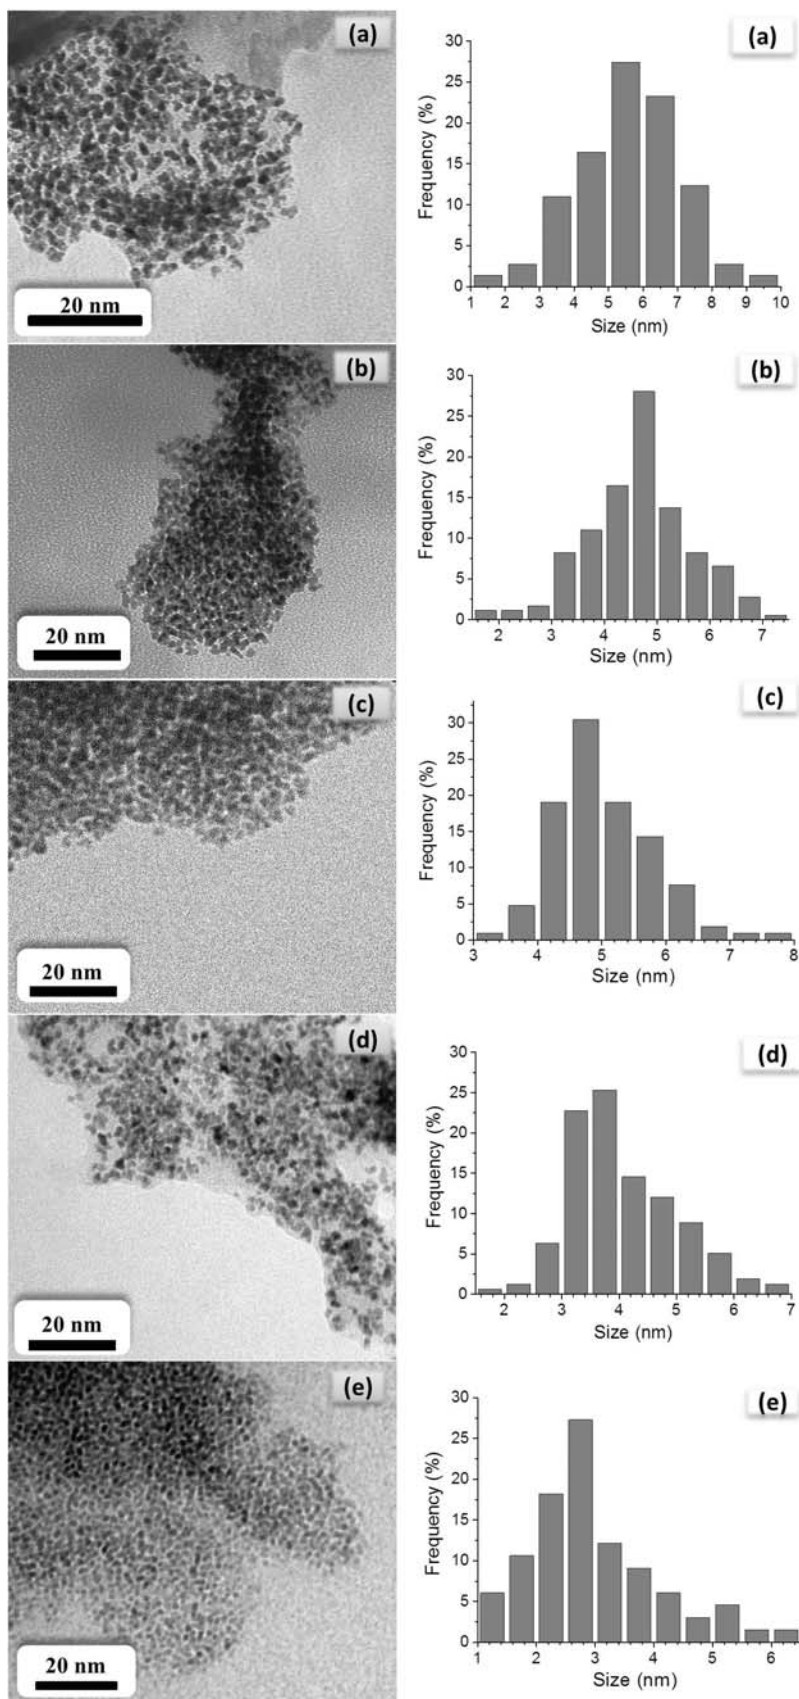 (a)
20 nm
(a)
30
25
20
15
10
5
0
Frequency (%)
1 2 3 4 5 6 7 8 9 10
Size (nm)
(b)
20 nm
(b)
30
25
20
15
10
5
0
Frequency (%)
3 4 5 6 7
Size (nm)
(c)
20 nm
(c)
30
25
20
15
10
5
0
Frequency (%)
3 4 5 6 7 8
Size (nm)
(d)
20 nm
(d)
30
25
20
15
10
5
0
Frequency (%)
2 3 4 5 6 7
Size (nm)
(e)
20 nm
(e)
30
25
20
15
10
5
0
Frequency (%)
1 2 3 4 5 6
Size (nm)